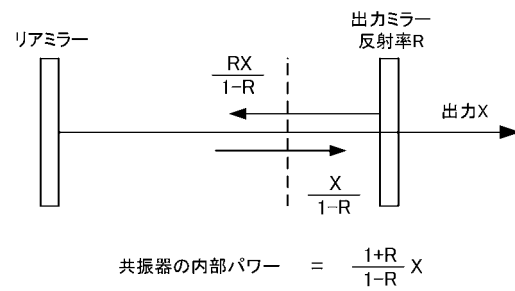 リアミラー
出力ミラー
反射率R
RX
1-R
出力X
X
1-R
共振器の内部パワー = 1+R/1-R X